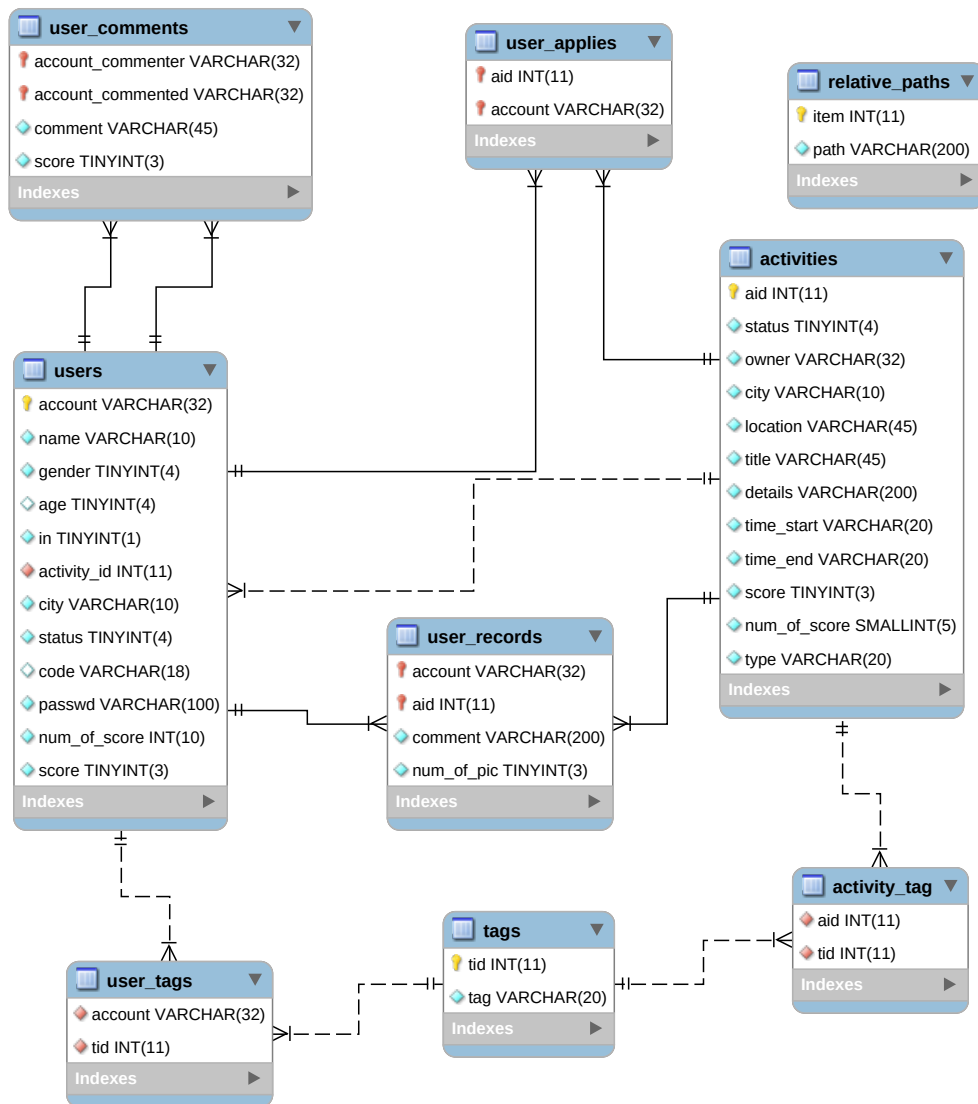 user_comments
account_commenter VARCHAR(32)
account_commented VARCHAR(32)
comment VARCHAR(45)
score TINYINT(3)
Indexes
user_applies
aid INT(11)
account VARCHAR(32)
Indexes
relative_paths
item INT(11)
path VARCHAR(200)
Indexes
activities
aid INT(11)
status TINYINT(4)
owner VARCHAR(32)
city VARCHAR(10)
location VARCHAR(45)
title VARCHAR(45)
details VARCHAR(200)
time_start VARCHAR(20)
time_end VARCHAR(20)
score TINYINT(3)
num_of_score SMALLINT(5)
type VARCHAR(20)
Indexes
users
account VARCHAR(32)
name VARCHAR(10)
gender TINYINT(4)
age TINYINT(4)
in TINYINT(1)
activity_id INT(11)
city VARCHAR(10)
status TINYINT(4)
code VARCHAR(18)
passwd VARCHAR(100)
num_of_score INT(10)
score TINYINT(3)
Indexes
user_records
account VARCHAR(32)
aid INT(11)
comment VARCHAR(200)
num_of_pic TINYINT(3)
Indexes
activity_tag
aid INT(11)
tid INT(11)
Indexes
tags
tid INT(11)
tag VARCHAR(20)
Indexes
user_tags
account VARCHAR(32)
tid INT(11)
Indexes